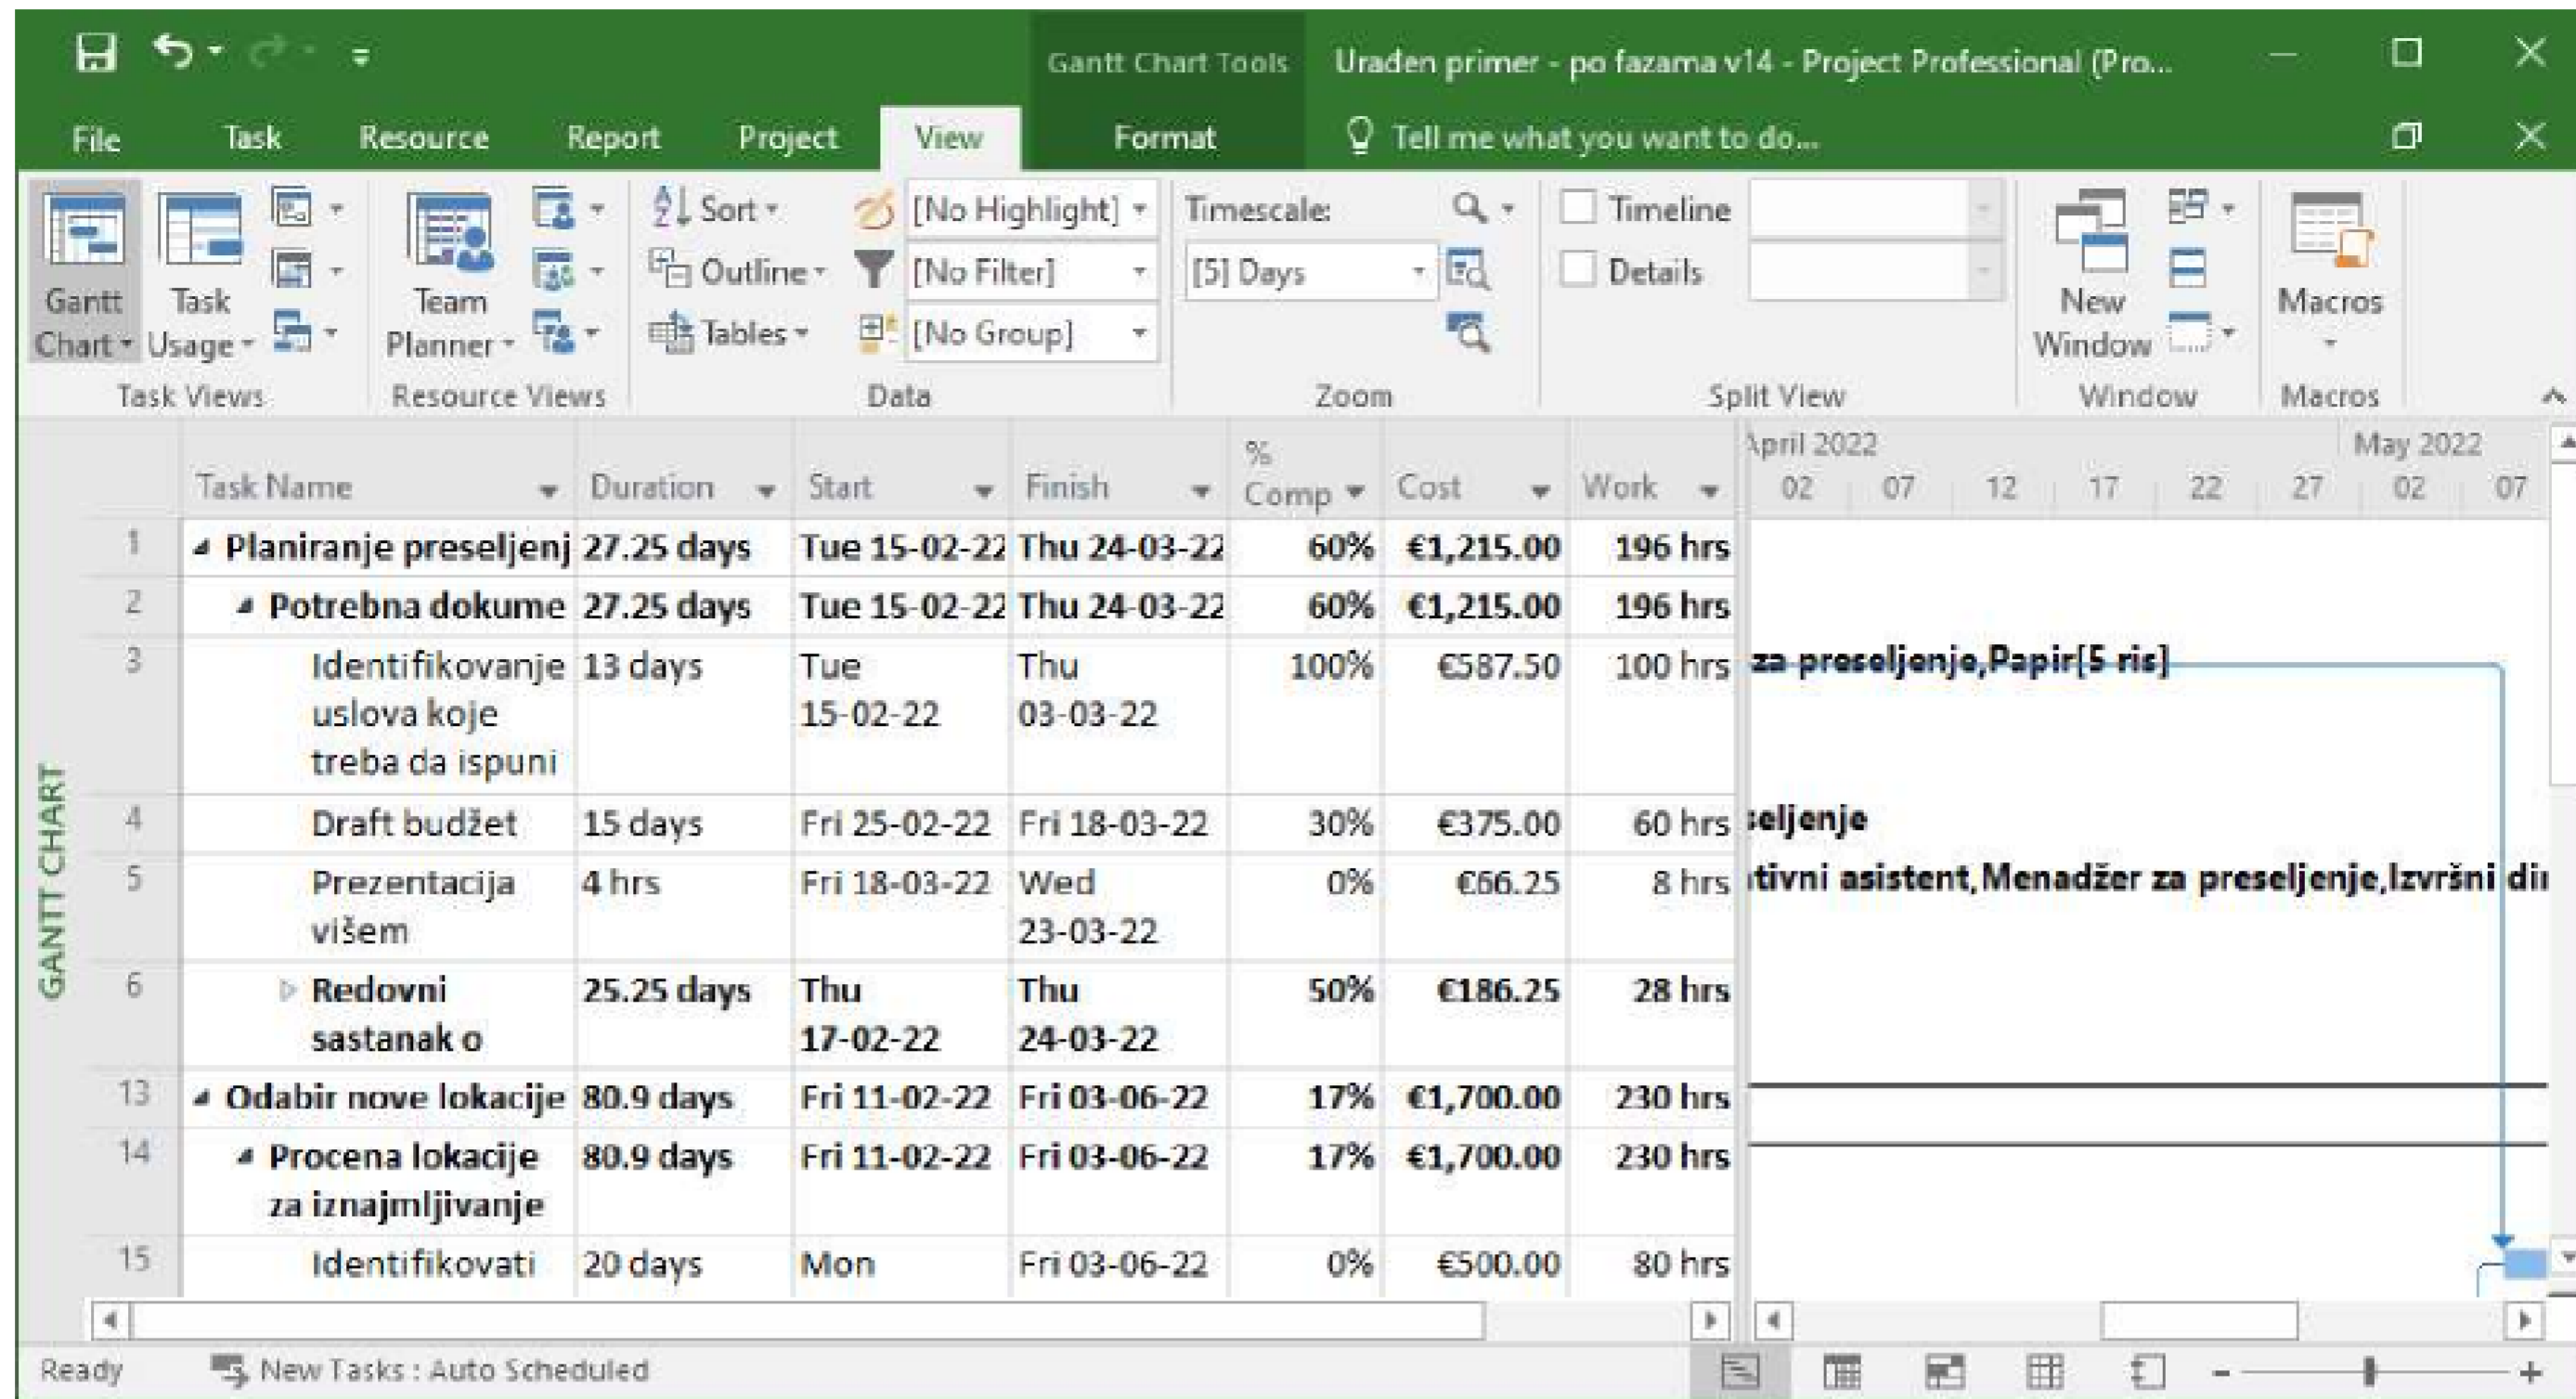 Gantt Chart Tools
Urađen primer - po fazama v14 - Project Professional (Pro...
File Task Resource Report Project View Format Tell me what you want to do...
Gantt Chart
Task Usage
Task Views
Team Planner
Resource Views
Sort
Outline
Tables
[No Highlight]
[No Filter]
[No Group]
Data
Timescale:
[5] Days
Zoom
Timeline
Details
Split View
New Window
Window
Macros
Macros
Task Name Duration Start Finish % Comp Cost Work
April 2022 May 2022
02 07 12 17 22 27 02 07
GANTT CHART
1 Planiranje preseljenj 27.25 days Tue 15-02-22 Thu 24-03-22 60% €1,215.00 196 hrs
2 Potrebna dokume 27.25 days Tue 15-02-22 Thu 24-03-22 60% €1,215.00 196 hrs
3 Identifikovanje 13 days Tue Thu 100% €587.50 100 hrs za preseljenje,Papir[5 ris]
uslova koje 15-02-22 03-03-22
treba da ispuni
4 Draft budžet 15 days Fri 25-02-22 Fri 18-03-22 30% €375.00 60 hrs seljenje
5 Prezentacija 4 hrs Fri 18-03-22 Wed 0% €66.25 8 hrs tivni asistent,Menadžer za preseljenje,Izvršni dir
višem 23-03-22
6 Redovni 25.25 days Thu Thu 50% €186.25 28 hrs
sastanak o 17-02-22 24-03-22
13 Odabir nove lokacije 80.9 days Fri 11-02-22 Fri 03-06-22 17% €1,700.00 230 hrs
14 Procena lokacije 80.9 days Fri 11-02-22 Fri 03-06-22 17% €1,700.00 230 hrs
za iznajmljivanje
15 Identifikovati 20 days Mon Fri 03-06-22 0% €500.00 80 hrs
Ready New Tasks : Auto Scheduled